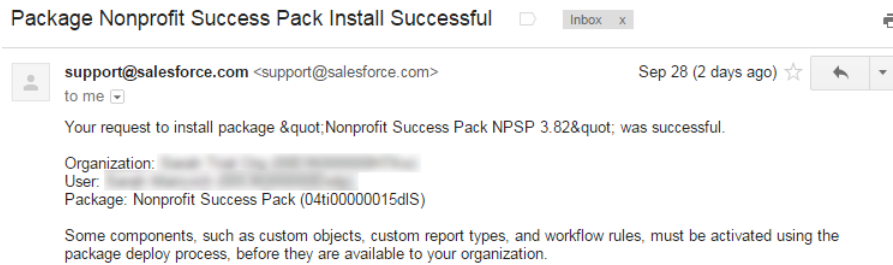 Package Nonprofit Success Pack Install Successful
Inbox x
support@salesforce.com <support@salesforce.com>
Sep 28 (2 days ago)
to me
Your request to install package &quot;Nonprofit Success Pack NPSP 3.82&quot; was successful.
Organization:
User:
Package: Nonprofit Success Pack (04ti00000015dlS)
Some components, such as custom objects, custom report types, and workflow rules, must be activated using the
package deploy process, before they are available to your organization.